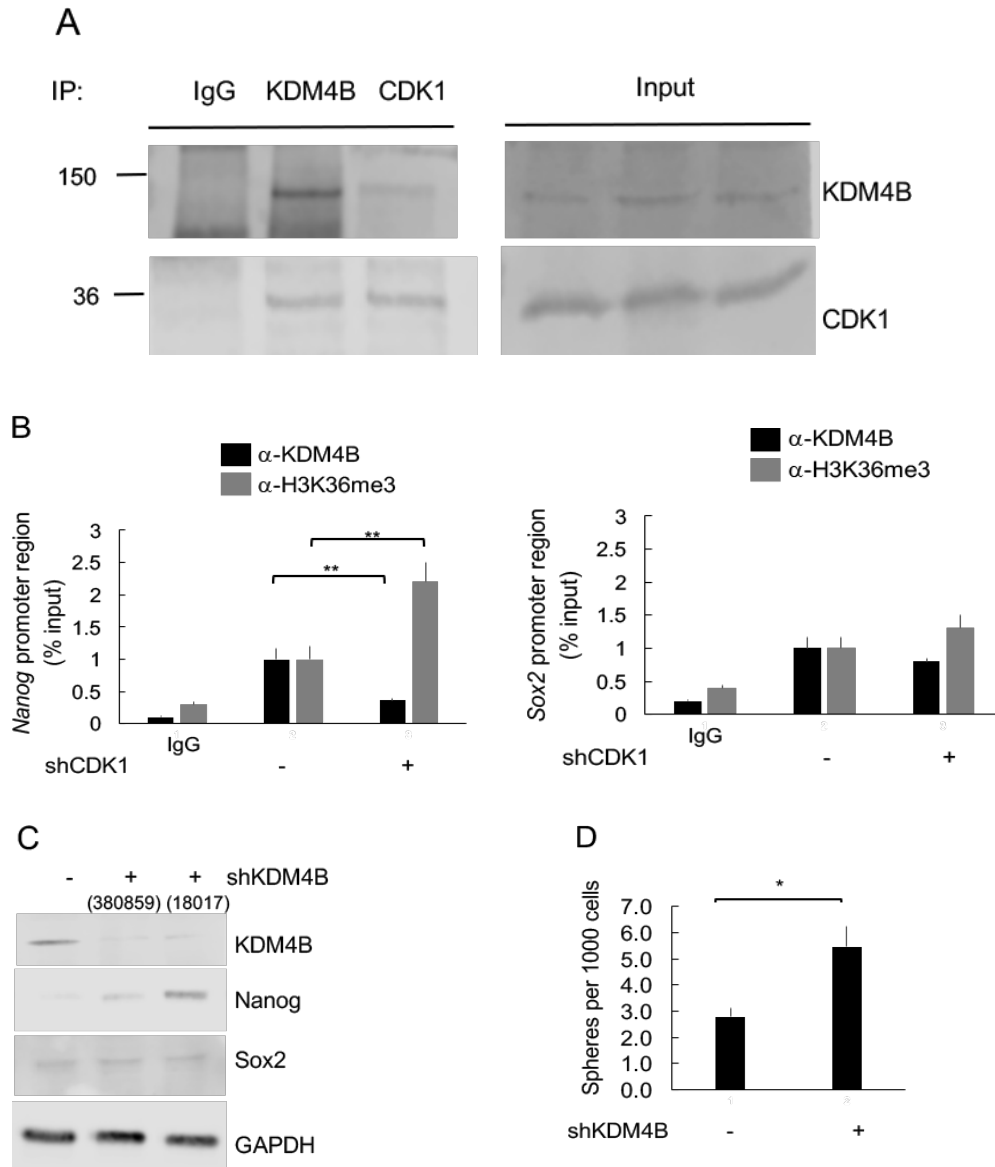 A
IP: IgG KDM4B CDK1 Input
150
KDM4B
36
CDK1
B
α-KDM4B
α-H3K36me3
Nanog promoter region
(% input)
3
2.5
2
1.5
1
0.5
0
**
**
IgG
shCDK1 - +
α-KDM4B
α-H3K36me3
Sox2 promoter region
(% input)
3
2.5
2
1.5
1
0.5
0
IgG
shCDK1 - +
C
- + + shKDM4B
(380859) (18017)
KDM4B
Nanog
Sox2
GAPDH
D
Spheres per 1000 cells
7.0
6.0
5.0
4.0
3.0
2.0
1.0
0.0
*
shKDM4B - +